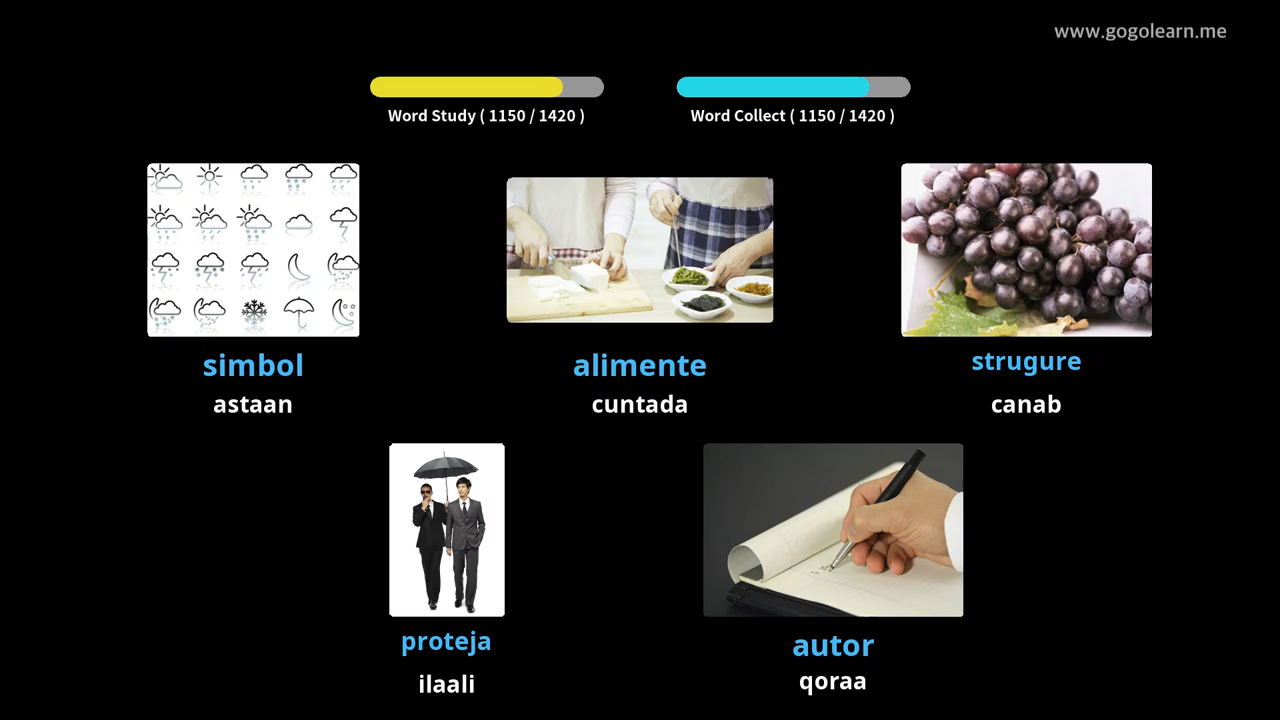 www.gogolearn.me
Word Study ( 1150 / 1420 )
Word Collect ( 1150 / 1420 )
simbol
astaan
alimente
cuntada
strugure
canab
proteja
ilaali
autor
qoraa